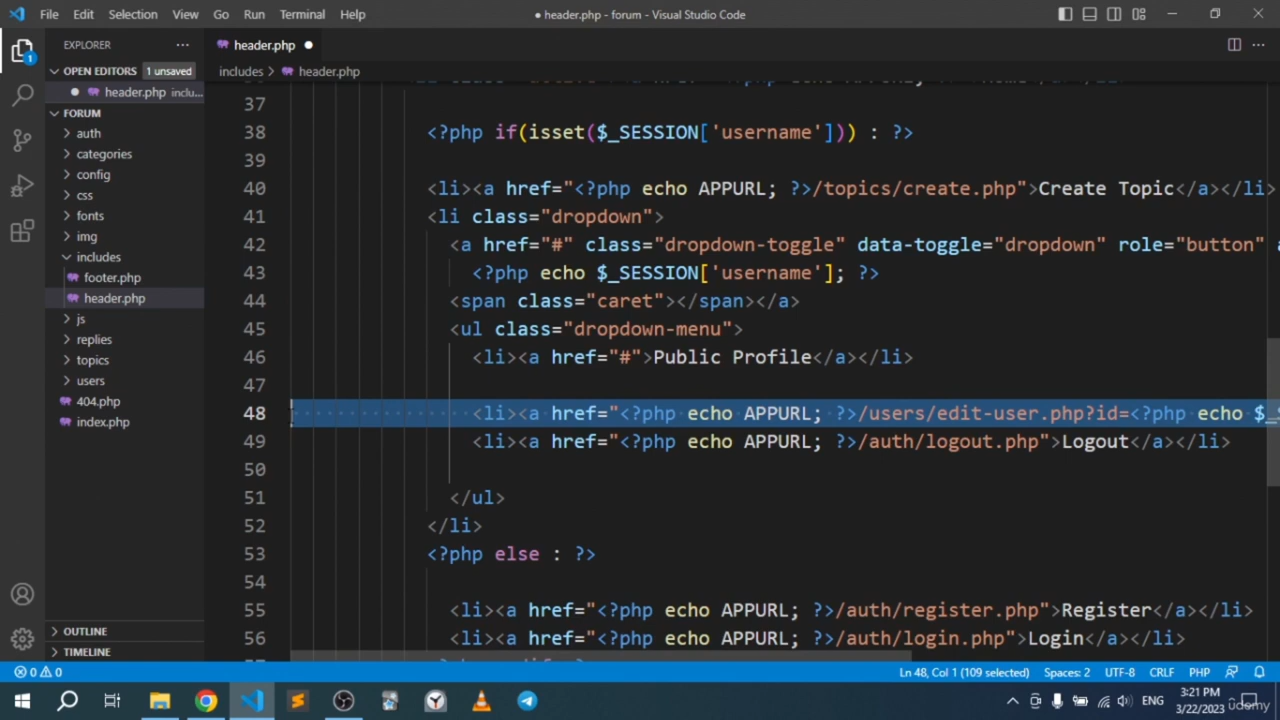 File Edit Selection View Go Run Terminal Help
● header.php - forum - Visual Studio Code
EXPLORER
header.php
OPEN EDITORS 1 unsaved
includes > header.php
header.php inclu...
FORUM
auth
categories
config
css
fonts
img
includes
footer.php
header.php
js
replies
topics
users
404.php
index.php
OUTLINE
TIMELINE
37
38 <?php if(isset($_SESSION['username'])) : ?>
39
40 <li><a href="<?php echo APPURL; ?>/topics/create.php">Create Topic</a></li>
41 <li class="dropdown">
42 <a href="#" class="dropdown-toggle" data-toggle="dropdown" role="button" a
43 <?php echo $_SESSION['username']; ?>
44 <span class="caret"></span></a>
45 <ul class="dropdown-menu">
46 <li><a href="#">Public Profile</a></li>
47
48 <li><a href="<?php echo APPURL; ?>/users/edit-user.php?id=<?php echo $_
49 <li><a href="<?php echo APPURL; ?>/auth/logout.php">Logout</a></li>
50
51 </ul>
52 </li>
53 <?php else : ?>
54
55 <li><a href="<?php echo APPURL; ?>/auth/register.php">Register</a></li>
56 <li><a href="<?php echo APPURL; ?>/auth/login.php">Login</a></li>
0 0 Ln 48, Col 1 (109 selected) Spaces: 2 UTF-8 CRLF PHP
ENG
3:21 PM
3/22/2023
udemy